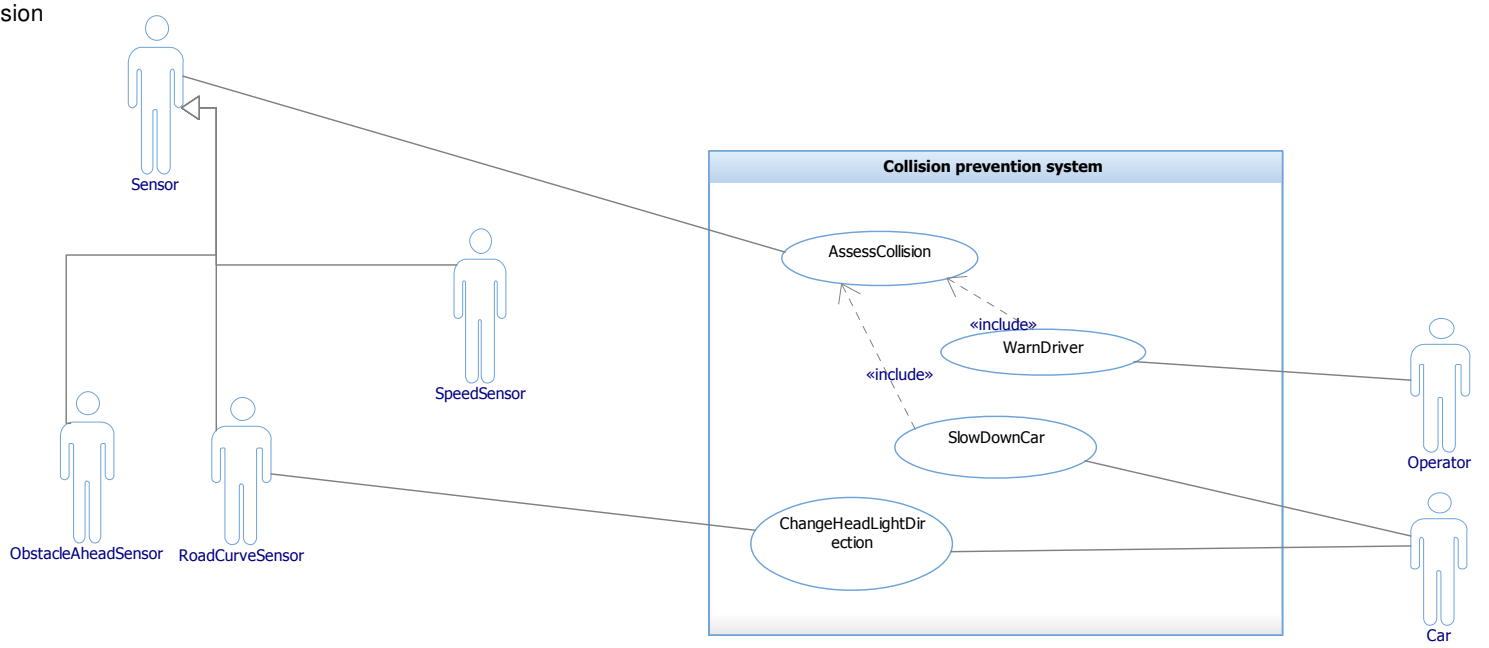 sion
Sensor
Collision prevention system
AssessCollision
«include»
WarnDriver
«include»
SpeedSensor
SlowDownCar
Operator
ChangeHeadLightDir
ection
ObstacleAheadSensor
RoadCurveSensor
Car